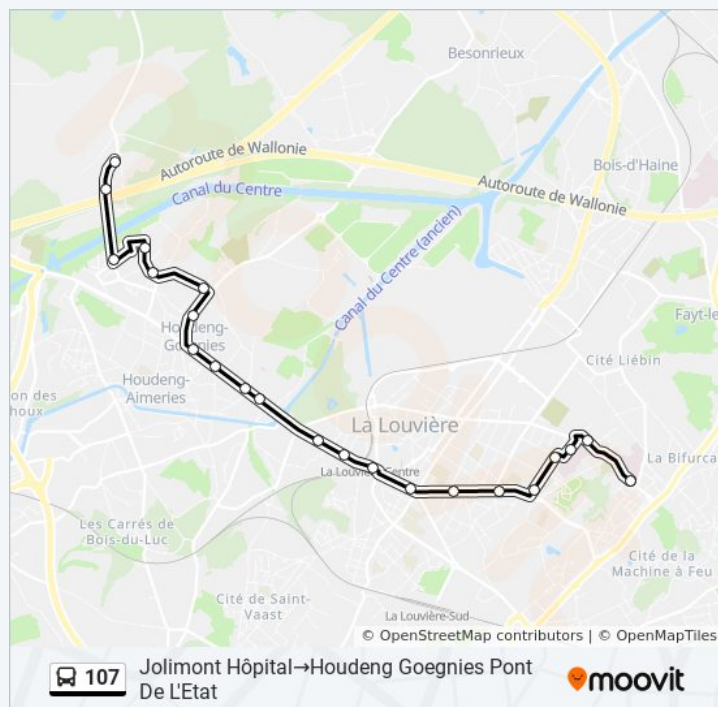 Besonrieux
Autoroute de Wallonie
Bois-d'Haine
Canal du Centre
Autoroute de Wallonie
Canal du Centre (ancien)
Fayt-le
Houdeng-
Goegnies
Cité Liébin
Houdeng-
Aimeries
on des
houx
La Louvière
La Bifurca
La Louvière-Centre
Les Carrés de
Bois-du-Luc
Cité de la
Machine à Feu
Cité de Saint-
Vaast
La Louvière-Sud
© OpenStreetMap contributors | © OpenMapTiles
107
Jolimont Hôpital→Houdeng Goegnies Pont
De L'Etat
moovit